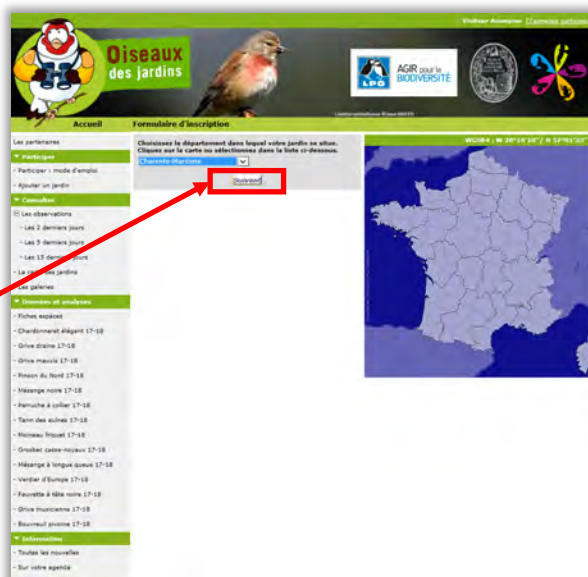 Visiteur Anonyme
Oiseaux
des jardins
LPO
AGIR pour la
BIODIVERSITÉ
Accueil
Formulaire d'inscription
Les partenaires
Participer
- Participer : mode d'emploi
- Ajouter un jardin
Consulter
Les observations
- Les 2 derniers jours
- Les 5 derniers jours
- Les 15 derniers jours
- La carte des jardins
- Les galeries
Données et analyses
- Fiches espèces
- Chardonneret élégant 17-18
- Grive draine 17-18
- Grive mauvis 17-18
- Pinson du Nord 17-18
- Mésange noire 17-18
- Perruche à collier 17-18
- Tarin des aulnes 17-18
- Moineau friquet 17-18
- Grosbec casse-noyaux 17-18
- Mésange à longue queue 17-18
- Verdier d'Europe 17-18
- Fauvette à tête noire 17-18
- Grive musicienne 17-18
- Bouvreuil pivoine 17-18
Information
- Toutes les nouvelles
- Sur votre agenda
Choisissez le département dans lequel votre jardin se situe.
Cliquez sur la carte ou sélectionnez dans la liste ci-dessous.
Charente-Maritime
Suivant